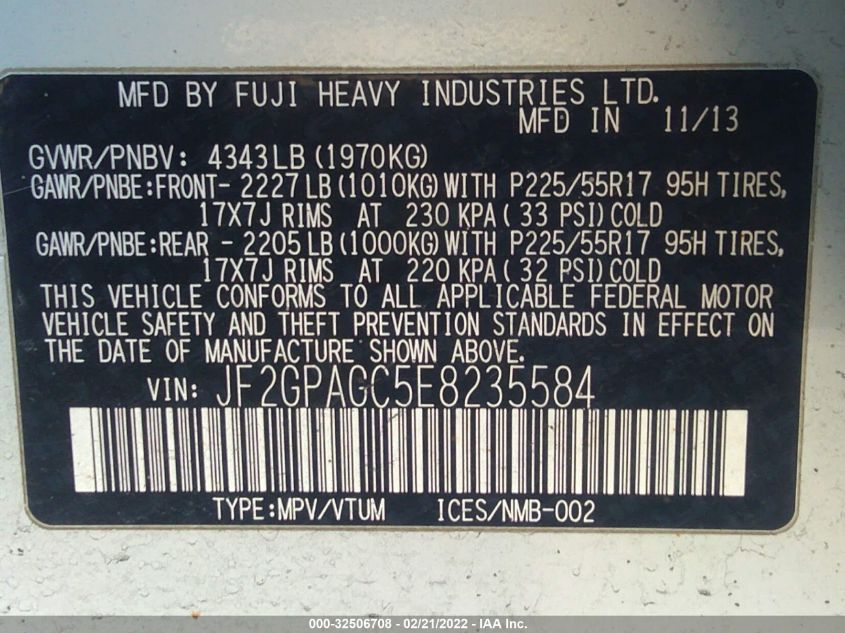 MFD BY FUJI HEAVY INDUSTRIES LTD.
MFD IN 11/13
GVWR/PNBV: 4343LB (1970KG)
GAWR/PNBE:FRONT- 2227LB (1010KG) WITH P225/55R17 95H TIRES,
17X7J RIMS AT 230 KPA( 33 PSI) COLD
GAWR/PNBE:REAR - 2205LB (1000KG) WITH P225/55R17 95H TIRES,
17X7J RIMS AT 220 KPA( 32 PSI) COLD
THIS VEHICLE CONFORMS TO ALL APPLICABLE FEDERAL MOTOR
VEHICLE SAFETY AND THEFT PREVENTION STANDARDS IN EFFECT ON
THE DATE OF MANUFACTURE SHOWN ABOVE.
VIN: JF2GPAGC5E8235584
TYPE:MPV/VTUM ICES/NMB-002
000-32506708 - 02/21/2022 - IAA Inc.